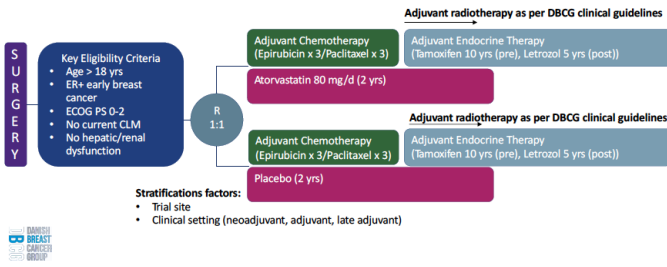 SURGERY
Key Eligibility Criteria
• Age > 18 yrs
• ER+ early breast
cancer
• ECOG PS 0-2
• No current CLM
• No hepatic/renal
dysfunction
R
1:1
Adjuvant radiotherapy as per DBCG clinical guidelines
Adjuvant Chemotherapy
(Epirubicin x 3/Paclitaxel x 3)
Adjuvant Endocrine Therapy
(Tamoxifen 10 yrs (pre), Letrozol 5 yrs (post))
Atorvastatin 80 mg/d (2 yrs)
Adjuvant radiotherapy as per DBCG clinical guidelines
Adjuvant Chemotherapy
(Epirubicin x 3/Paclitaxel x 3)
Adjuvant Endocrine Therapy
(Tamoxifen 10 yrs (pre), Letrozol 5 yrs (post))
Placebo (2 yrs)
Stratifications factors:
• Trial site
• Clinical setting (neoadjuvant, adjuvant, late adjuvant)
DANISH
BREAST
CANCER
GROUP